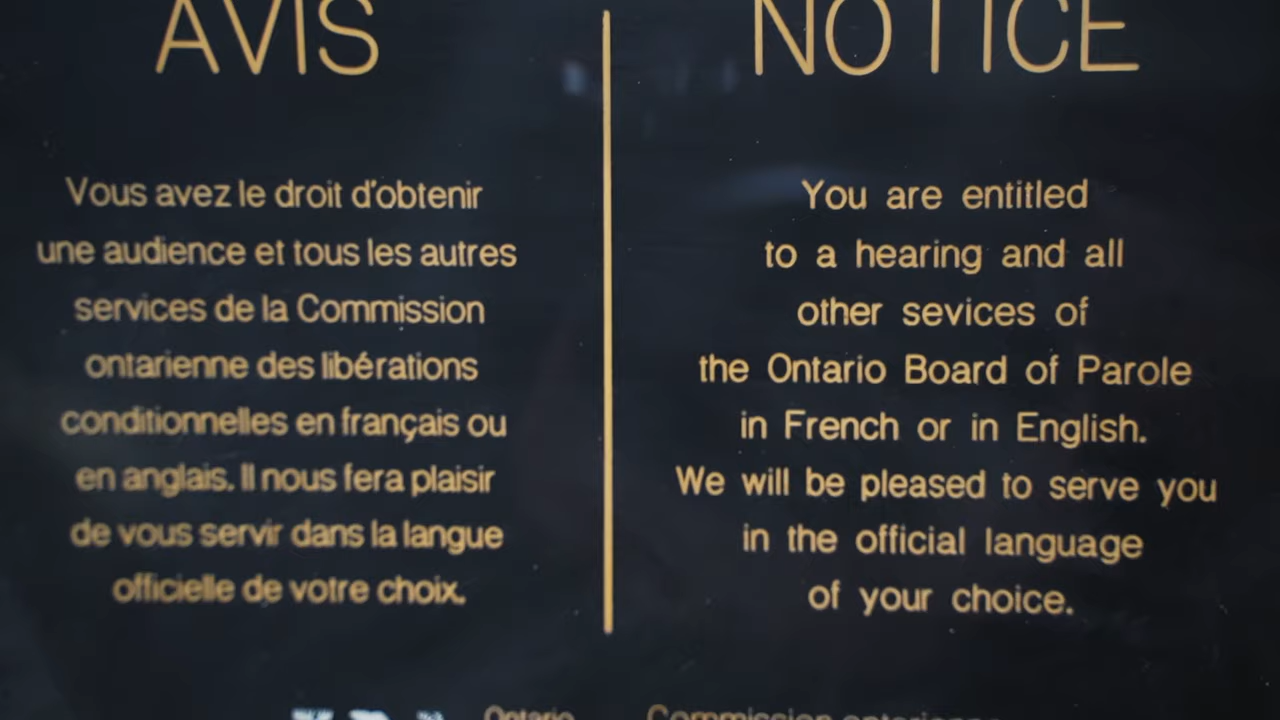 AVIS
Vous avez le droit d'obtenir
une audience et tous les autres
services de la Commission
ontarienne des libérations
conditionnelles en français ou
en anglais. Il nous fera plaisir
de vous servir dans la langue
officielle de votre choix.
NOTICE
You are entitled
to a hearing and all
other sevices of
the Ontario Board of Parole
in French or in English.
We will be pleased to serve you
in the official language
of your choice.
Ontario
Commission ontarienne